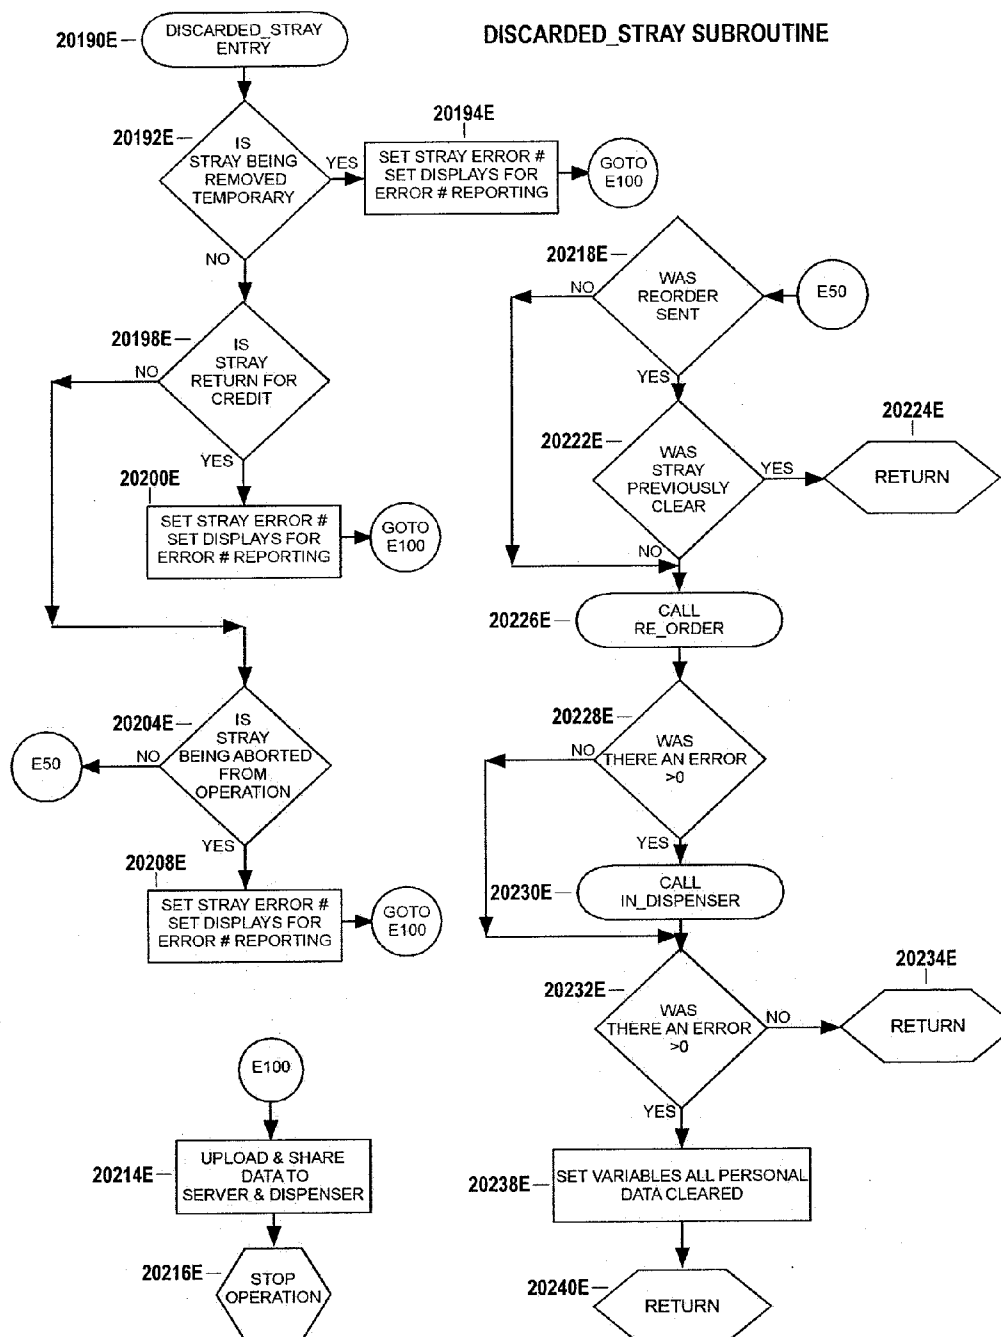 DISCARDED_STRAY SUBROUTINE
20190E
DISCARDED_STRAY
ENTRY
20192E
IS
STRAY BEING
REMOVED
TEMPORARY
YES
NO
20194E
SET STRAY ERROR #
SET DISPLAYS FOR
ERROR # REPORTING
GOTO
E100
20198E
IS
STRAY
RETURN FOR
CREDIT
NO
YES
20200E
SET STRAY ERROR #
SET DISPLAYS FOR
ERROR # REPORTING
GOTO
E100
20204E
IS
STRAY
BEING ABORTED
FROM
OPERATION
NO
E50
YES
20208E
SET STRAY ERROR #
SET DISPLAYS FOR
ERROR # REPORTING
GOTO
E100
E100
20214E
UPLOAD & SHARE
DATA TO
SERVER & DISPENSER
20216E
STOP
OPERATION
20218E
WAS
REORDER
SENT
E50
NO
YES
20222E
WAS
STRAY
PREVIOUSLY
CLEAR
YES
20224E
RETURN
NO
20226E
CALL
RE_ORDER
20228E
WAS
THERE AN ERROR
>0
NO
YES
20230E
CALL
IN_DISPENSER
20232E
WAS
THERE AN ERROR
>0
NO
20234E
RETURN
YES
20238E
SET VARIABLES ALL PERSONAL
DATA CLEARED
20240E
RETURN